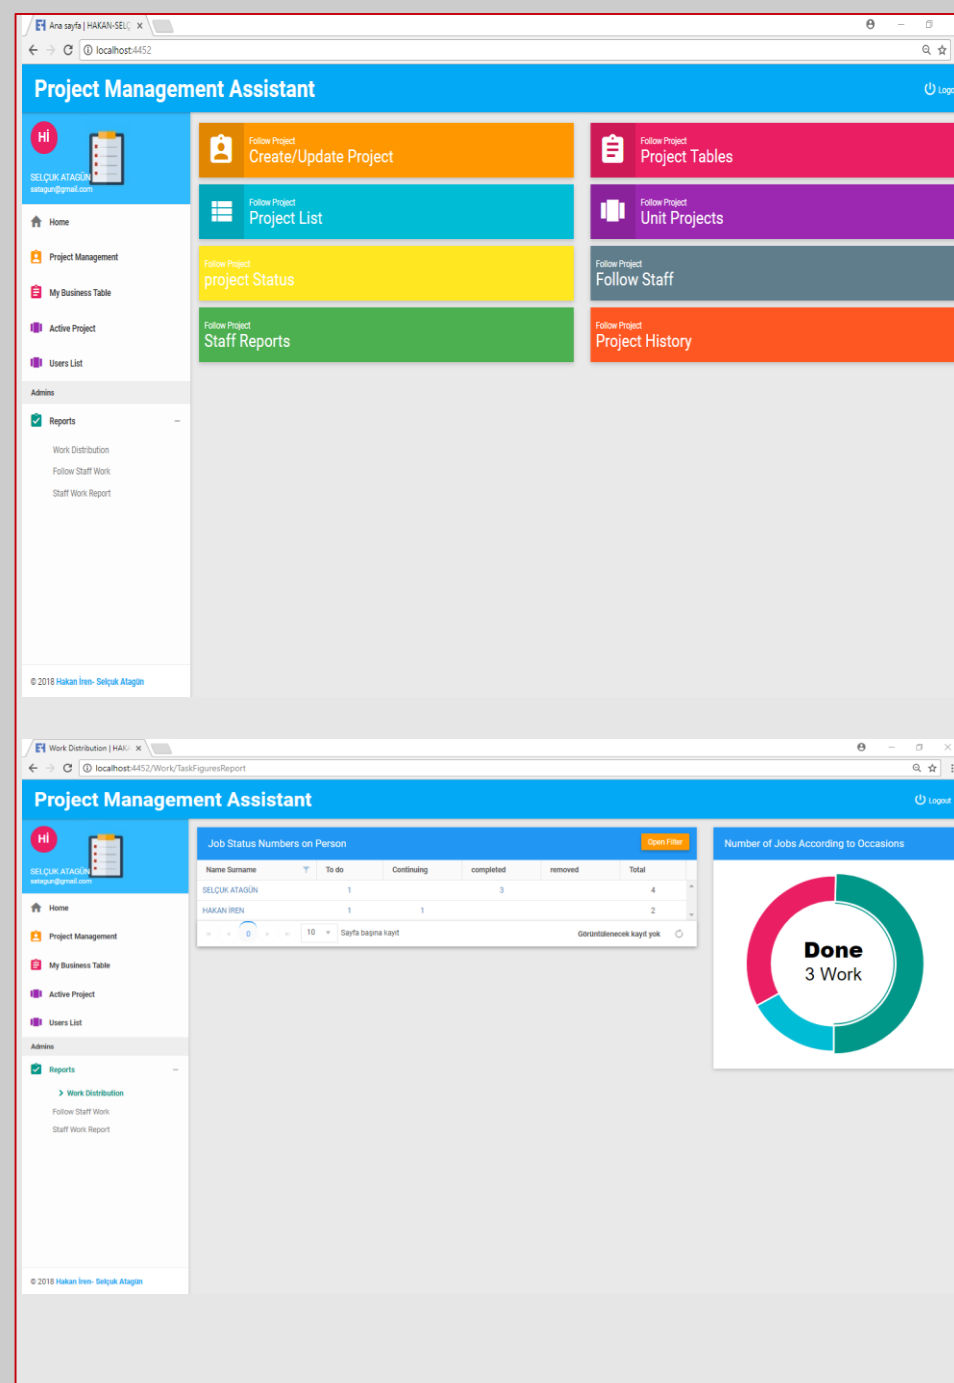 Ana sayfa | HAKAN-SELÇ
localhost:4452
Project Management Assistant
Logo
Hİ
SELÇUK ATAGÜN
satagun@gmail.com
Home
Project Management
My Business Table
Active Project
Users List
Admins
Reports
Work Distribution
Follow Staff Work
Staff Work Report
© 2018 Hakan İren- Selçuk Atagün
Follow Project
Create/Update Project
Follow Project
Project Tables
Follow Project
Project List
Follow Project
Unit Projects
Follow Project
project Status
Follow Project
Follow Staff
Follow Project
Staff Reports
Follow Project
Project History
Work Distribution | HAK
localhost:4452/Work/TaskFiguresReport
Project Management Assistant
Logout
Hİ
SELÇUK ATAGÜN
satagun@gmail.com
Home
Project Management
My Business Table
Active Project
Users List
Admins
Reports
Work Distribution
Follow Staff Work
Staff Work Report
© 2018 Hakan İren- Selçuk Atagün
Job Status Numbers on Person
Open Filter
Name Surname To do Continuing completed removed Total
SELÇUK ATAGÜN 1 3 4
HAKAN İREN 1 1 2
0 10 Sayfa başına kayıt Görüntülenecek kayıt yok
Number of Jobs According to Occasions
Done
3 Work